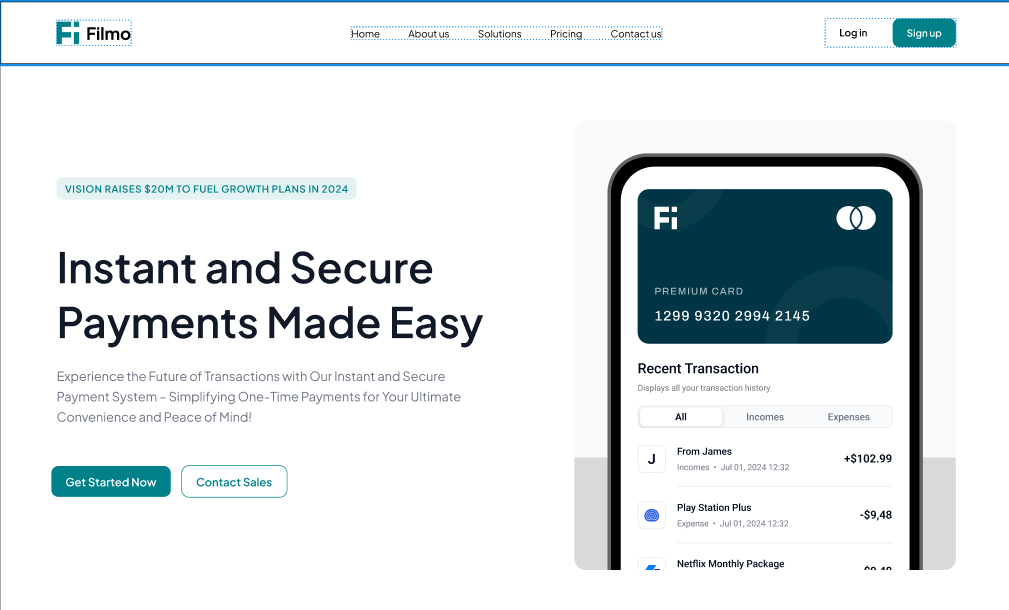 Fi Filmo
Home About us Solutions Pricing Contact us
Log in Sign up
VISION RAISES $20M TO FUEL GROWTH PLANS IN 2024
Instant and Secure
Payments Made Easy
Experience the Future of Transactions with Our Instant and Secure
Payment System – Simplifying One-Time Payments for Your Ultimate
Convenience and Peace of Mind!
Get Started Now Contact Sales
Fi
PREMIUM CARD
1299 9320 2994 2145
Recent Transaction
Displays all your transaction history
All Incomes Expenses
J
From James
+$102.99
Incomes • Jul 01, 2024 12:32
Play Station Plus
-$9,48
Expense • Jul 01, 2024 12:32
Netflix Monthly Package